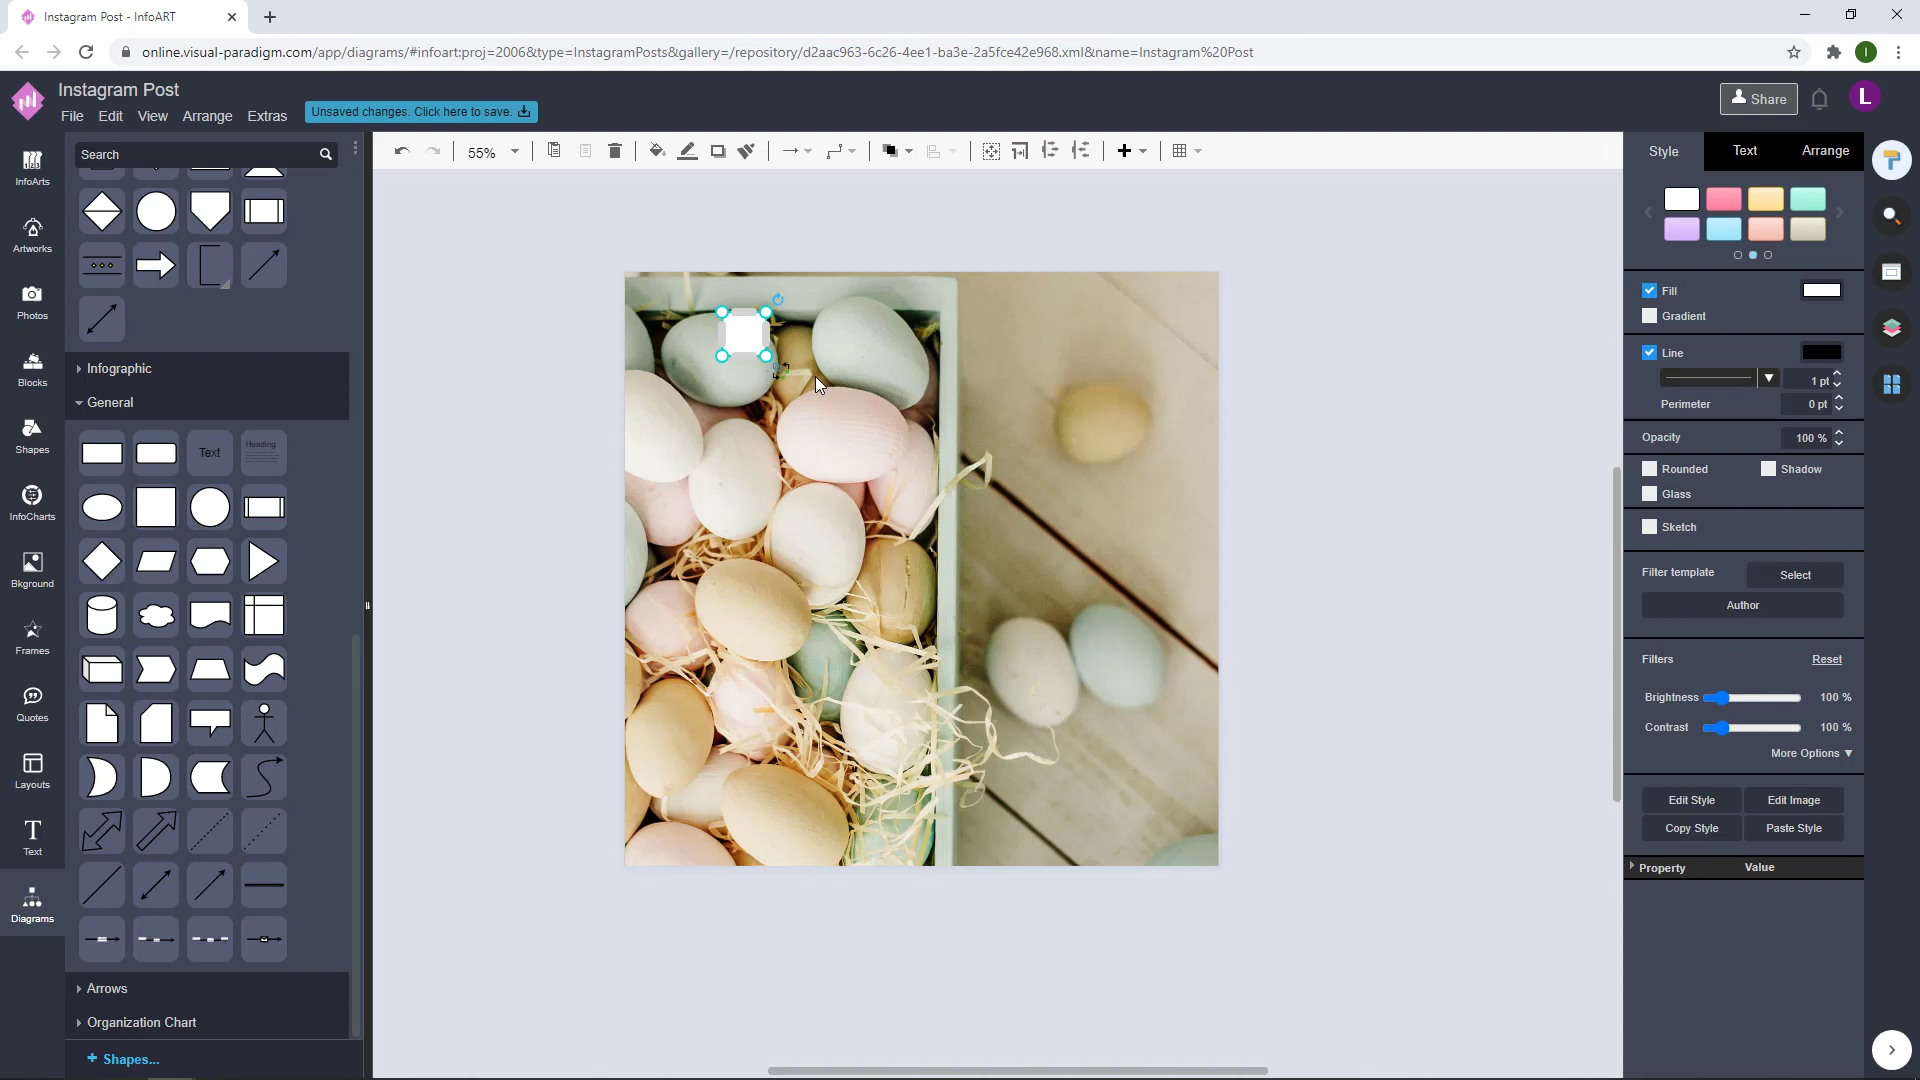 Instagram Post - InfoART
online.visual-paradigm.com/app/diagrams/#infoart:proj=2006&type=InstagramPosts&gallery=/repository/d2aac963-6c26-4ee1-ba3e-2a5fce42e968.xml&name=Instagram%20Post
I
Instagram Post
File Edit View Arrange Extras
Unsaved changes. Click here to save.
Share
L
InfoArts
Artworks
Photos
Blocks
Shapes
InfoCharts
Bkground
Frames
Quotes
Layouts
Text
Diagrams
Search
Infographic
General
Text
Heading
Arrows
Organization Chart
+ Shapes...
55%
Style Text Arrange
Fill
Gradient
Line
1 pt
Perimeter 0 pt
Opacity 100 %
Rounded Shadow
Glass
Sketch
Filter template Select
Author
Filters Reset
Brightness 100 %
Contrast 100 %
More Options
Edit Style Edit Image
Copy Style Paste Style
Property Value